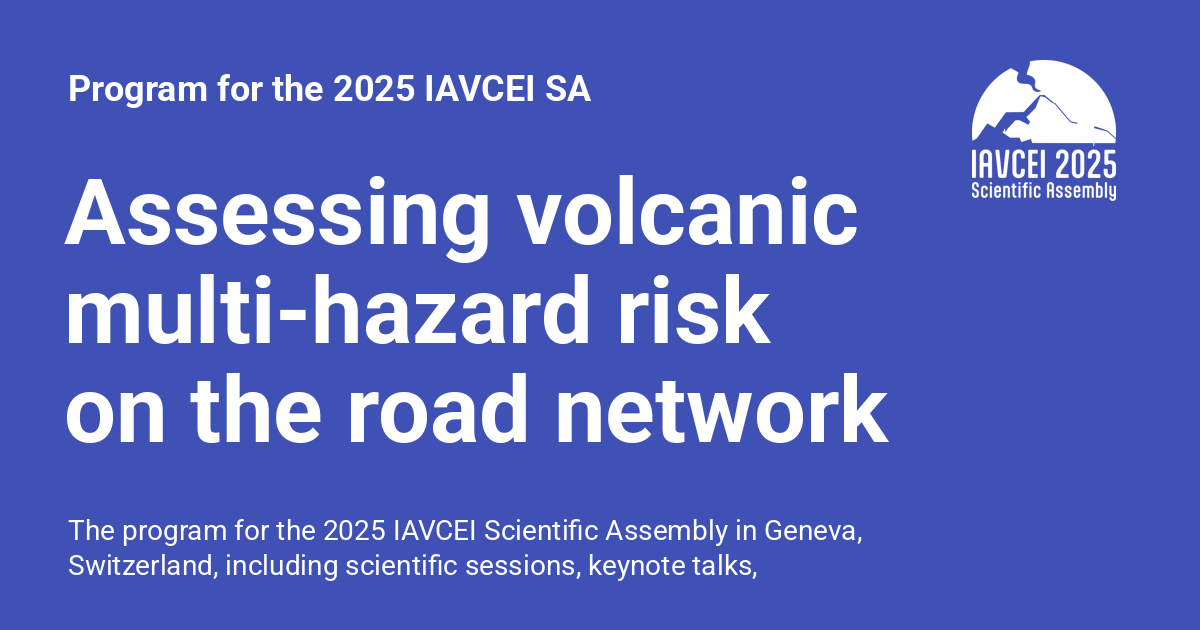 Program for the 2025 IAVCEI SA
IAVCEI 2025
Scientific Assembly
Assessing volcanic
multi-hazard risk
on the road network
The program for the 2025 IAVCEI Scientific Assembly in Geneva,
Switzerland, including scientific sessions, keynote talks,